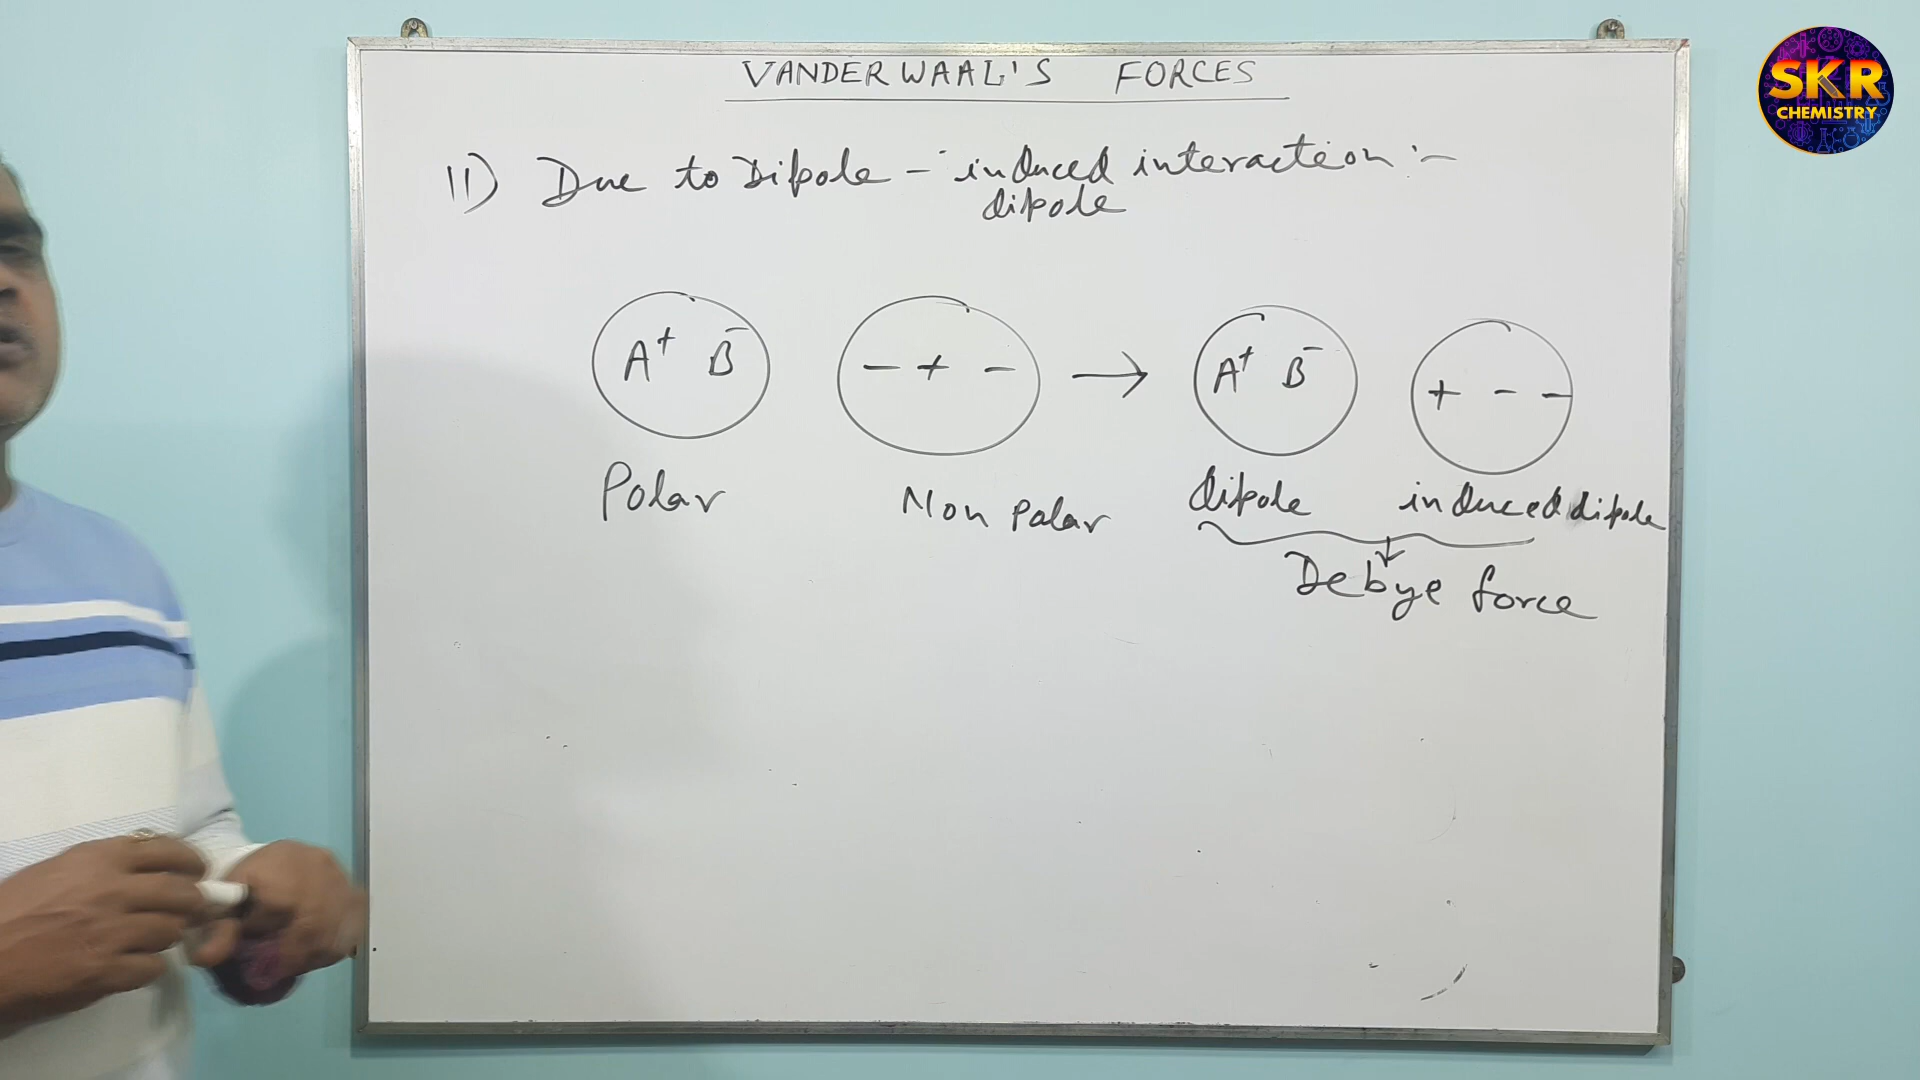 VANDER WAAL'S FORCES
SKR
CHEMISTRY
II) Due to Dipole - induced interaction :-
dipole
A+ B- - + - → A+ B- + - -
Polar Non Polar dipole induced dipole
Debye force